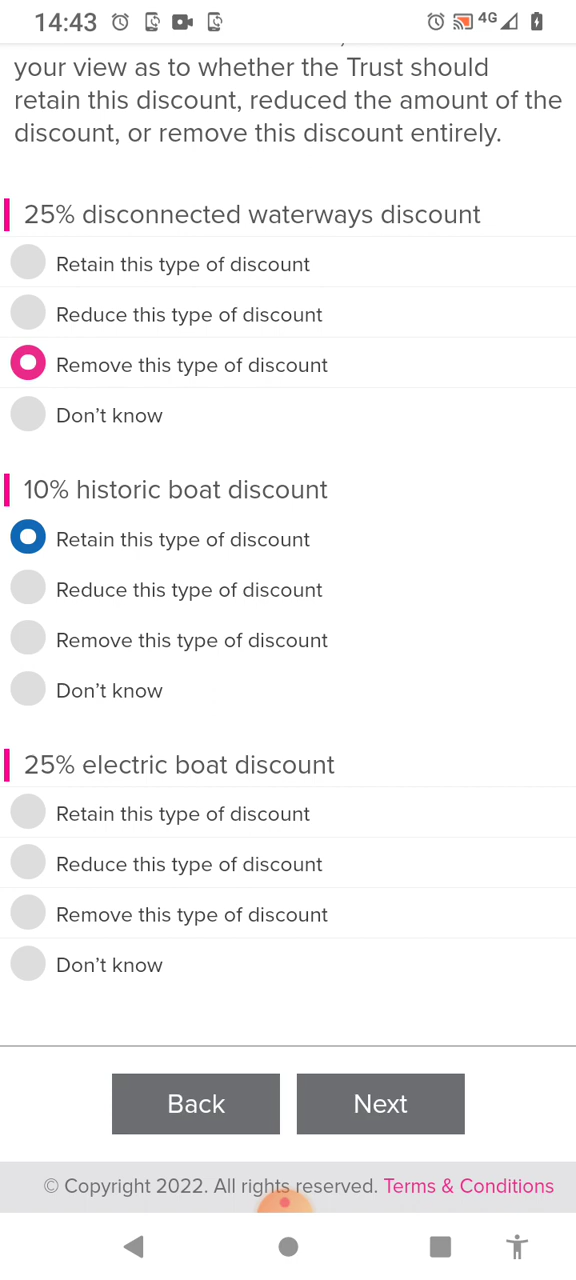 14:43
4G
your view as to whether the Trust should
retain this discount, reduced the amount of the
discount, or remove this discount entirely.
25% disconnected waterways discount
Retain this type of discount
Reduce this type of discount
Remove this type of discount
Don’t know
10% historic boat discount
Retain this type of discount
Reduce this type of discount
Remove this type of discount
Don’t know
25% electric boat discount
Retain this type of discount
Reduce this type of discount
Remove this type of discount
Don’t know
Back
Next
© Copyright 2022. All rights reserved. Terms & Conditions